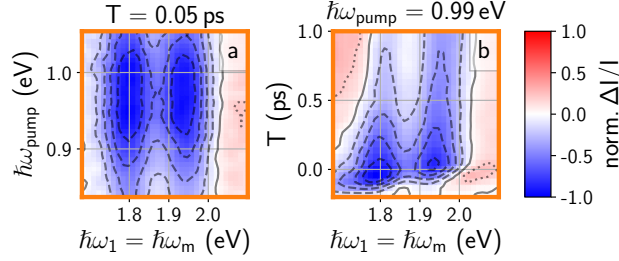 T = 0.05 ps
ħω_pump = 0.99 eV
a
b
ħω_pump (eV)
1.0
0.9
1.8
1.9
2.0
ħω₁ = ħω_m (eV)
T (ps)
1.0
0.5
0.0
1.8
1.9
2.0
ħω₁ = ħω_m (eV)
1.0
0.5
0.0
-0.5
-1.0
norm. ΔI/I